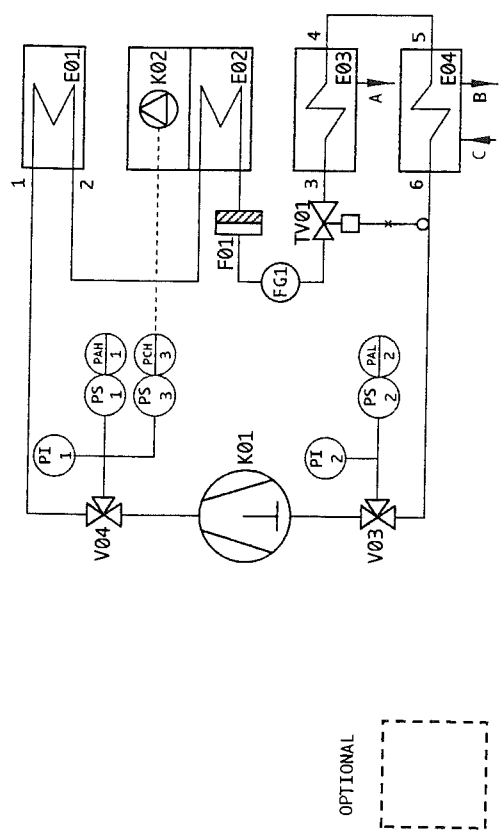 1
E01
2
K02
E02
4
E03
A
3
5
E04
B
C
6
F01
TV01
FG1
PAH
1
PS
1
PCH
3
PS
3
PI
1
V04
K01
PAL
2
PS
2
PI
2
V03
OPTIONAL